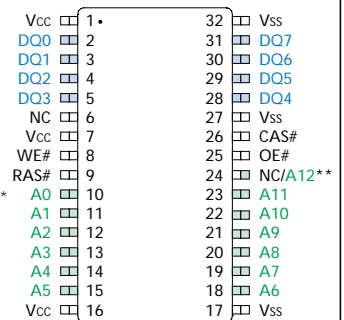 Vcc 1 • 32 Vss
DQ0 2 31 DQ7
DQ1 3 30 DQ6
DQ2 4 29 DQ5
DQ3 5 28 DQ4
NC 6 27 Vss
Vcc 7 26 CAS#
WE# 8 25 OE#
RAS# 9 24 NC/A12**
* A0 10 23 A11
A1 11 22 A10
A2 12 21 A9
A3 13 20 A8
A4 14 19 A7
A5 15 18 A6
Vcc 16 17 Vss